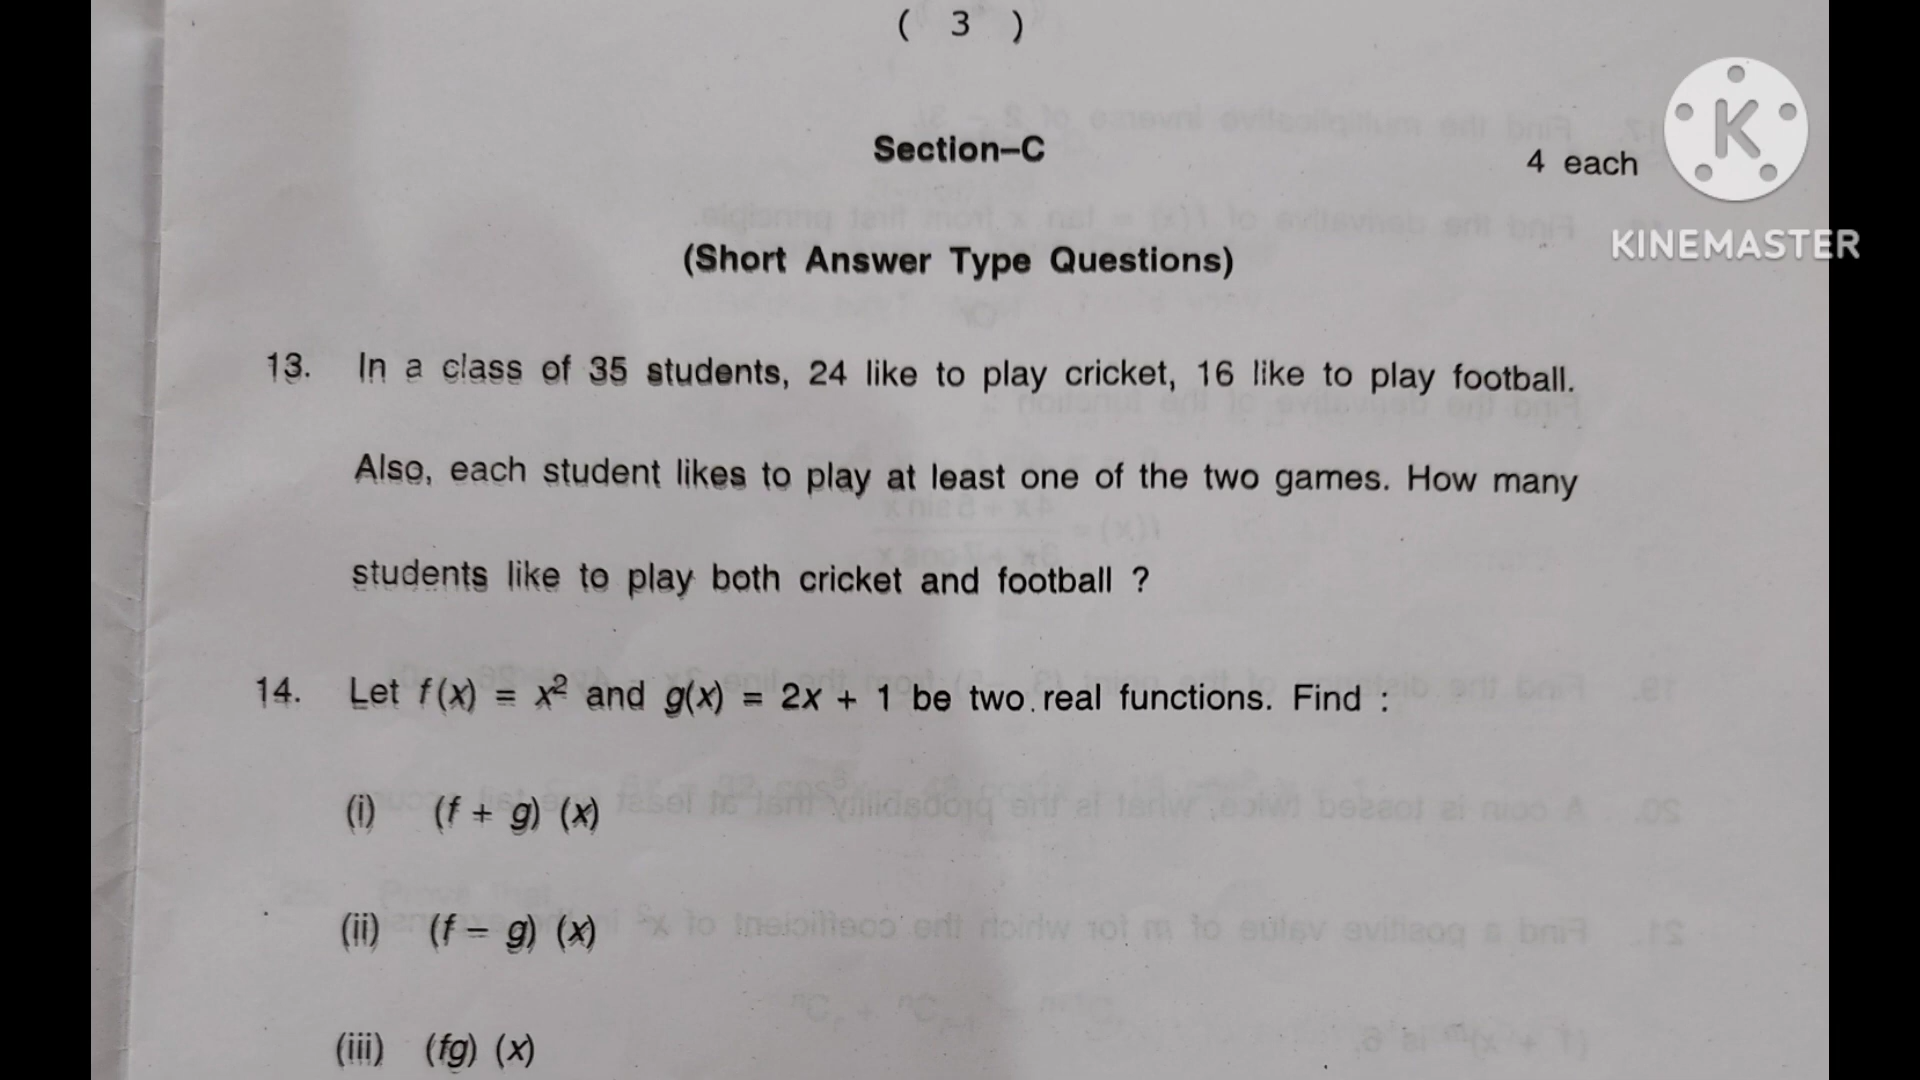 ( 3 )
Section–C
4 each
K
KINEMASTER
(Short Answer Type Questions)
13. In a class of 35 students, 24 like to play cricket, 16 like to play football.
Also, each student likes to play at least one of the two games. How many
students like to play both cricket and football ?
14. Let f(x) = x² and g(x) = 2x + 1 be two real functions. Find :
(i) (f + g) (x)
(ii) (f – g) (x)
(iii) (fg) (x)